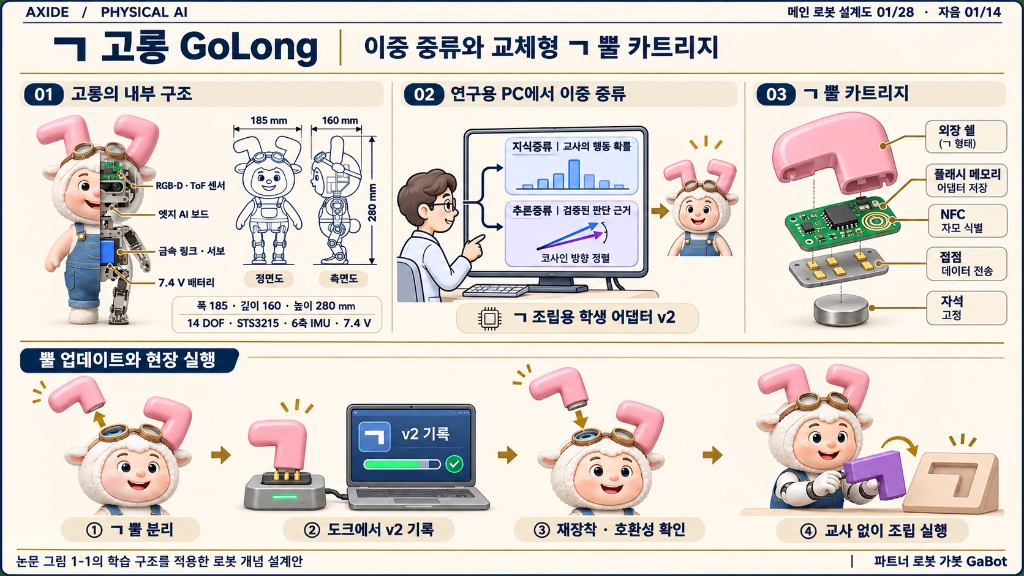 AXIDE / PHYSICAL AI
메인 로봇 설계도 01/28 · 자음 01/14
ㄱ 고롱 GoLong
이중 증류와 교체형 ㄱ 뿔 카트리지
01 고롱의 내부 구조
RGB-D · ToF 센서
엣지 AI 보드
금속 링크 · 서보
7.4 V 배터리
185 mm
160 mm
280 mm
정면도
측면도
폭 185 · 깊이 160 · 높이 280 mm
14 DOF · STS3215 · 6축 IMU · 7.4 V
02 연구용 PC에서 이중 증류
지식증류 | 교사의 행동 확률
추론증류 | 검증된 판단 근거
코사인 방향 정렬
ㄱ 조립용 학생 어댑터 v2
03 ㄱ 뿔 카트리지
외장 쉘
(ㄱ 형태)
플래시 메모리
어댑터 저장
NFC
자모 식별
접점
데이터 전송
자석
고정
뿔 업데이트와 현장 실행
ㄱ v2 기록
① ㄱ 뿔 분리
② 도크에서 v2 기록
③ 재장착 · 호환성 확인
④ 교사 없이 조립 실행
논문 그림 1-1의 학습 구조를 적용한 로봇 개념 설계안
| 파트너 로봇 가봇 GaBot